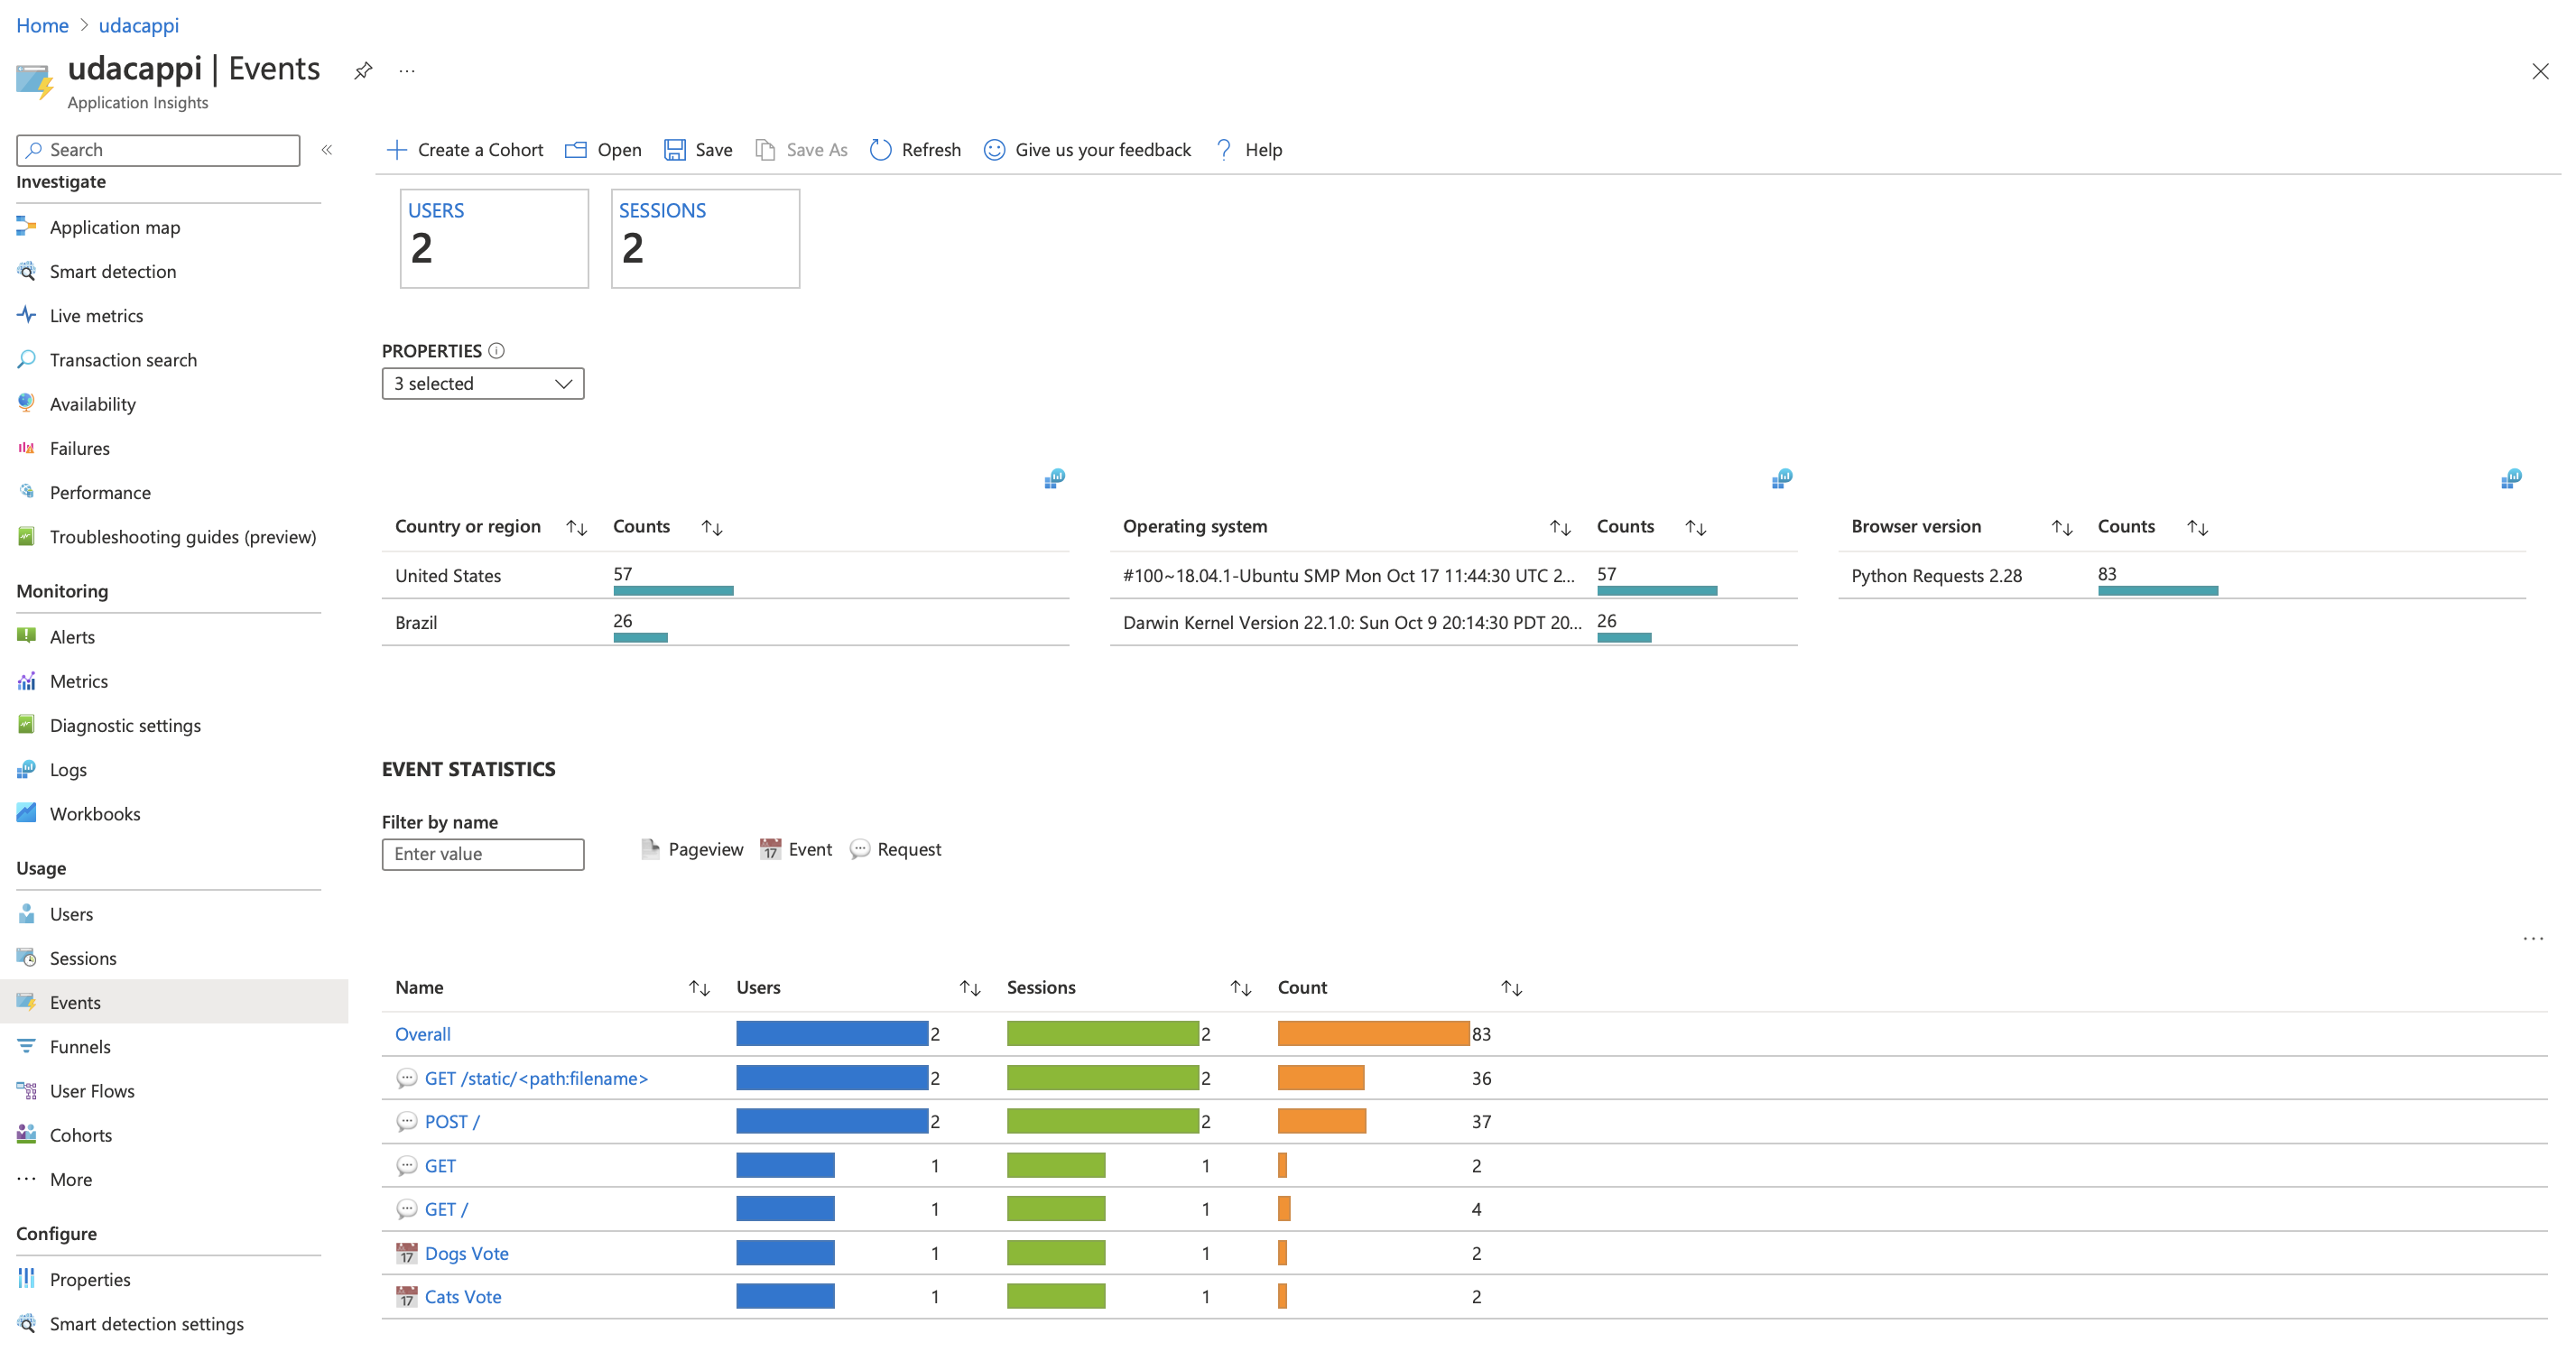 Home > udacappi
udacappi | Events
...
Application Insights
Search «
Create a Cohort Open Save Save As Refresh Give us your feedback ? Help
Investigate
Application map
Smart detection
Live metrics
Transaction search
Availability
Failures
Performance
Troubleshooting guides (preview)
Monitoring
Alerts
Metrics
Diagnostic settings
Logs
Workbooks
Usage
Users
Sessions
Events
Funnels
User Flows
Cohorts
... More
Configure
Properties
Smart detection settings
USERS SESSIONS
2 2
PROPERTIES
3 selected
Country or region ↑↓ Counts ↑↓
United States 57
Brazil 26
Operating system ↑↓ Counts ↑↓
#100~18.04.1-Ubuntu SMP Mon Oct 17 11:44:30 UTC 2... 57
Darwin Kernel Version 22.1.0: Sun Oct 9 20:14:30 PDT 20... 26
Browser version ↑↓ Counts ↑↓
Python Requests 2.28 83
EVENT STATISTICS
Filter by name
Enter value
Pageview 17 Event Request
...
Name ↑↓ Users ↑↓ Sessions ↑↓ Count ↑↓
Overall 2 2 83
GET /static/<path:filename> 2 2 36
POST / 2 2 37
GET 1 1 2
GET / 1 1 4
17 Dogs Vote 1 1 2
17 Cats Vote 1 1 2